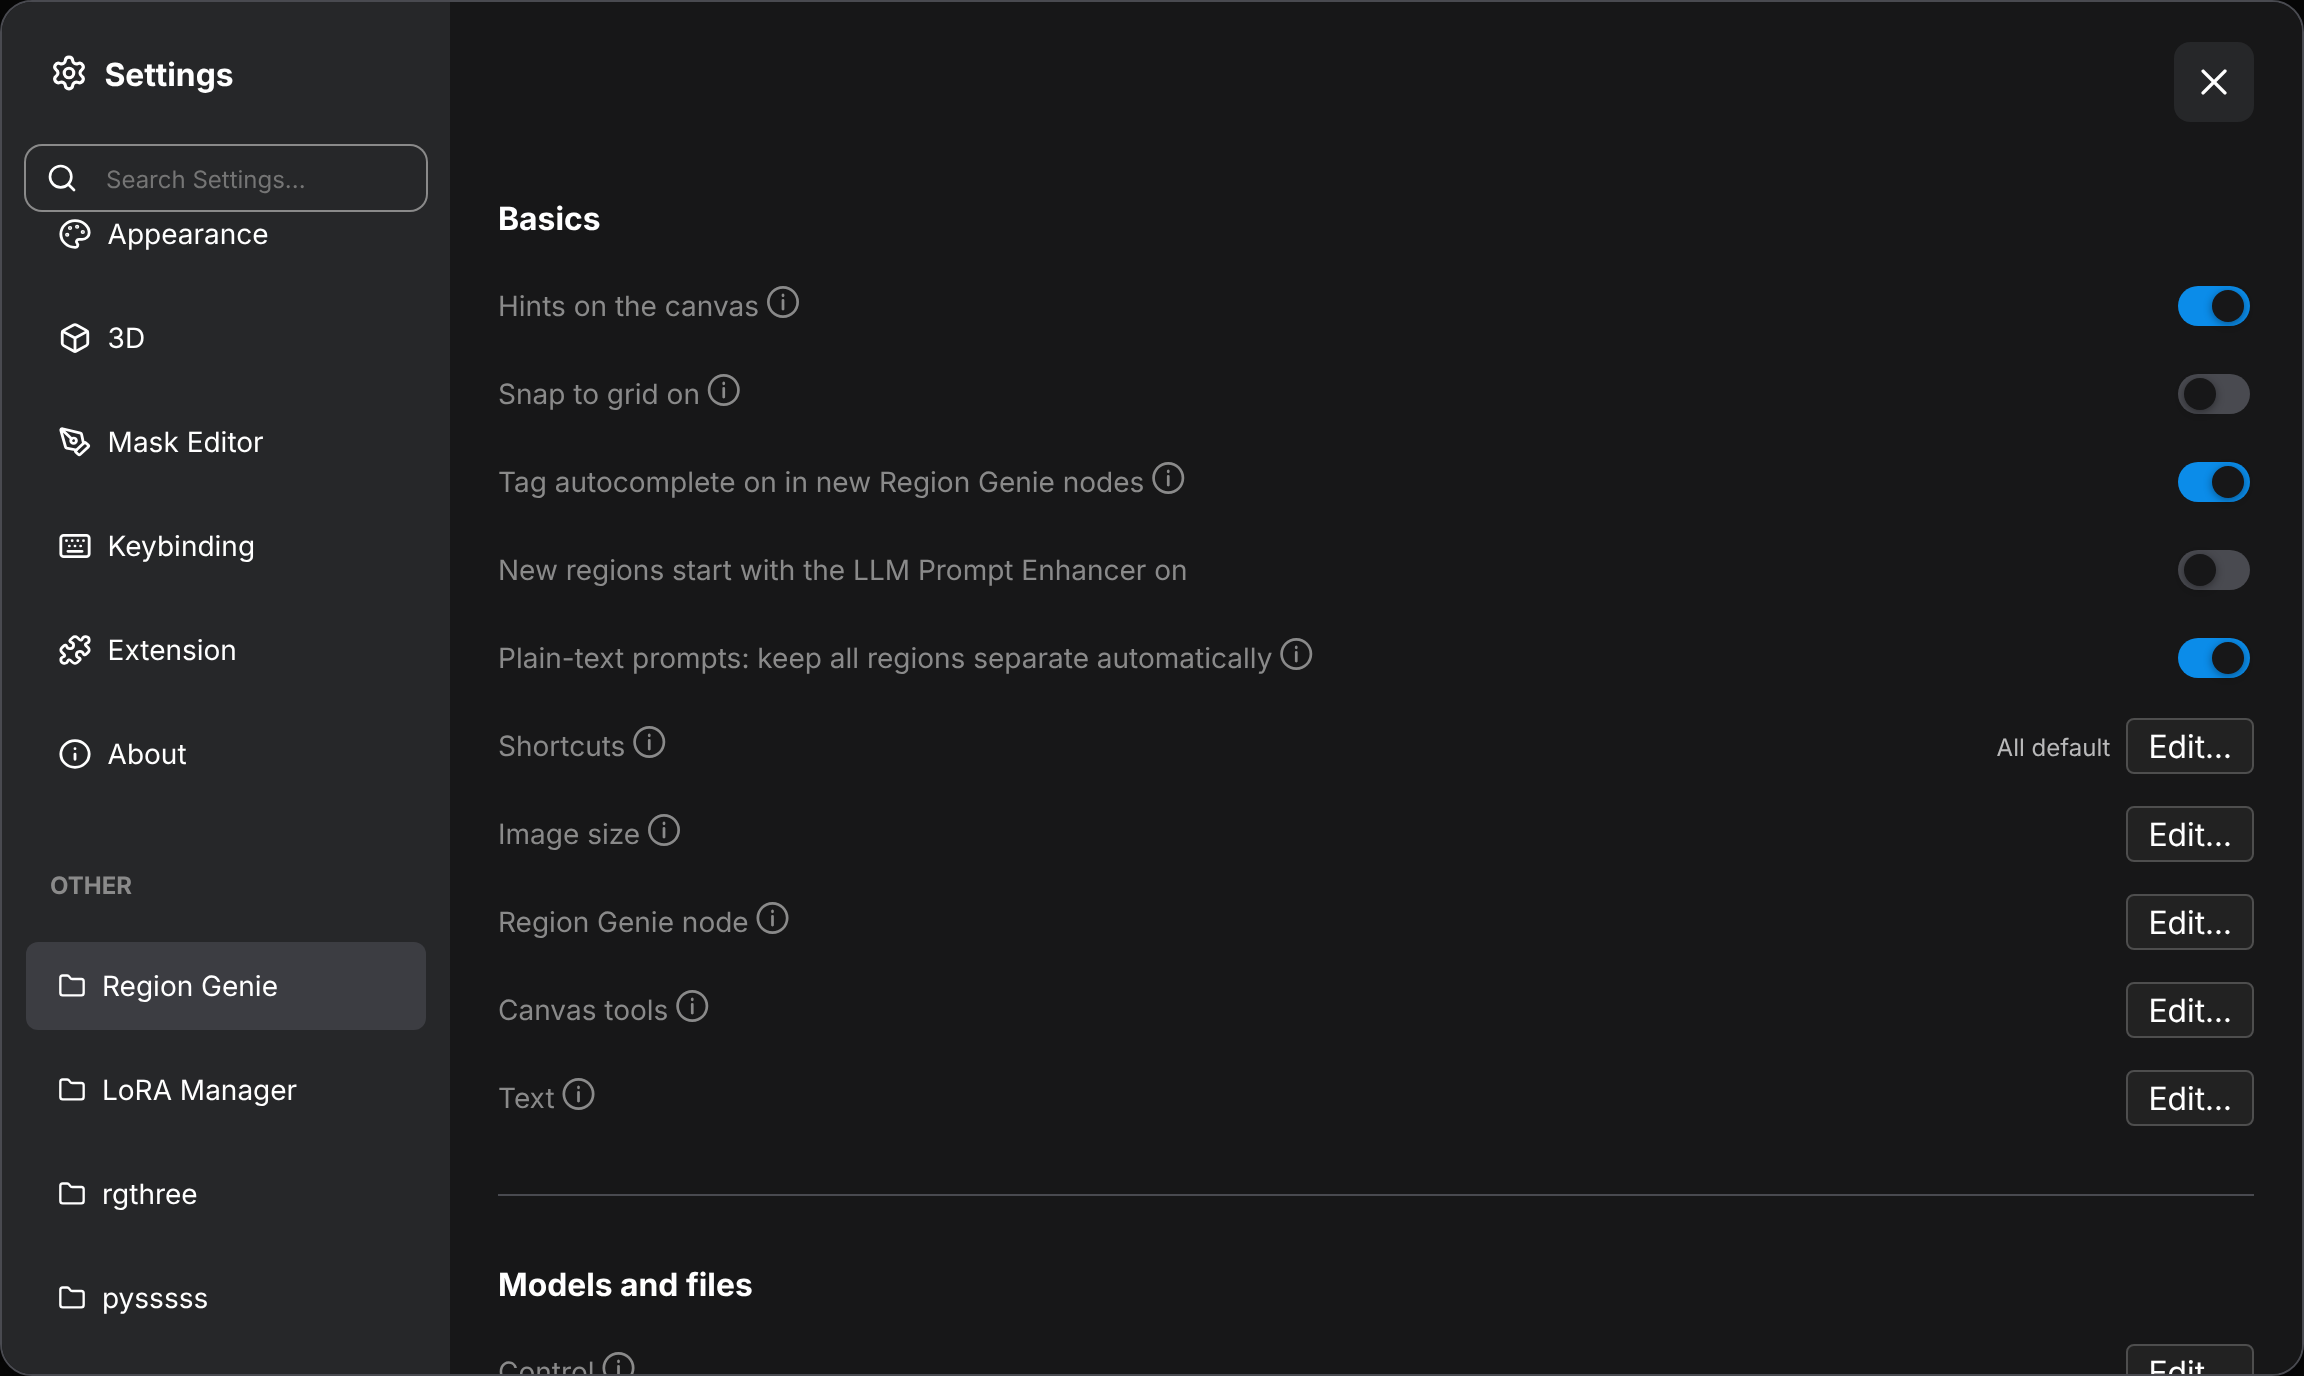 Settings
Search Settings...
Appearance
3D
Mask Editor
Keybinding
Extension
About
OTHER
Region Genie
LoRA Manager
rgthree
pysssss
Basics
Hints on the canvas
Snap to grid on
Tag autocomplete on in new Region Genie nodes
New regions start with the LLM Prompt Enhancer on
Plain-text prompts: keep all regions separate automatically
Shortcuts All default Edit...
Image size Edit...
Region Genie node Edit...
Canvas tools Edit...
Text Edit...
Models and files
Control Edit...